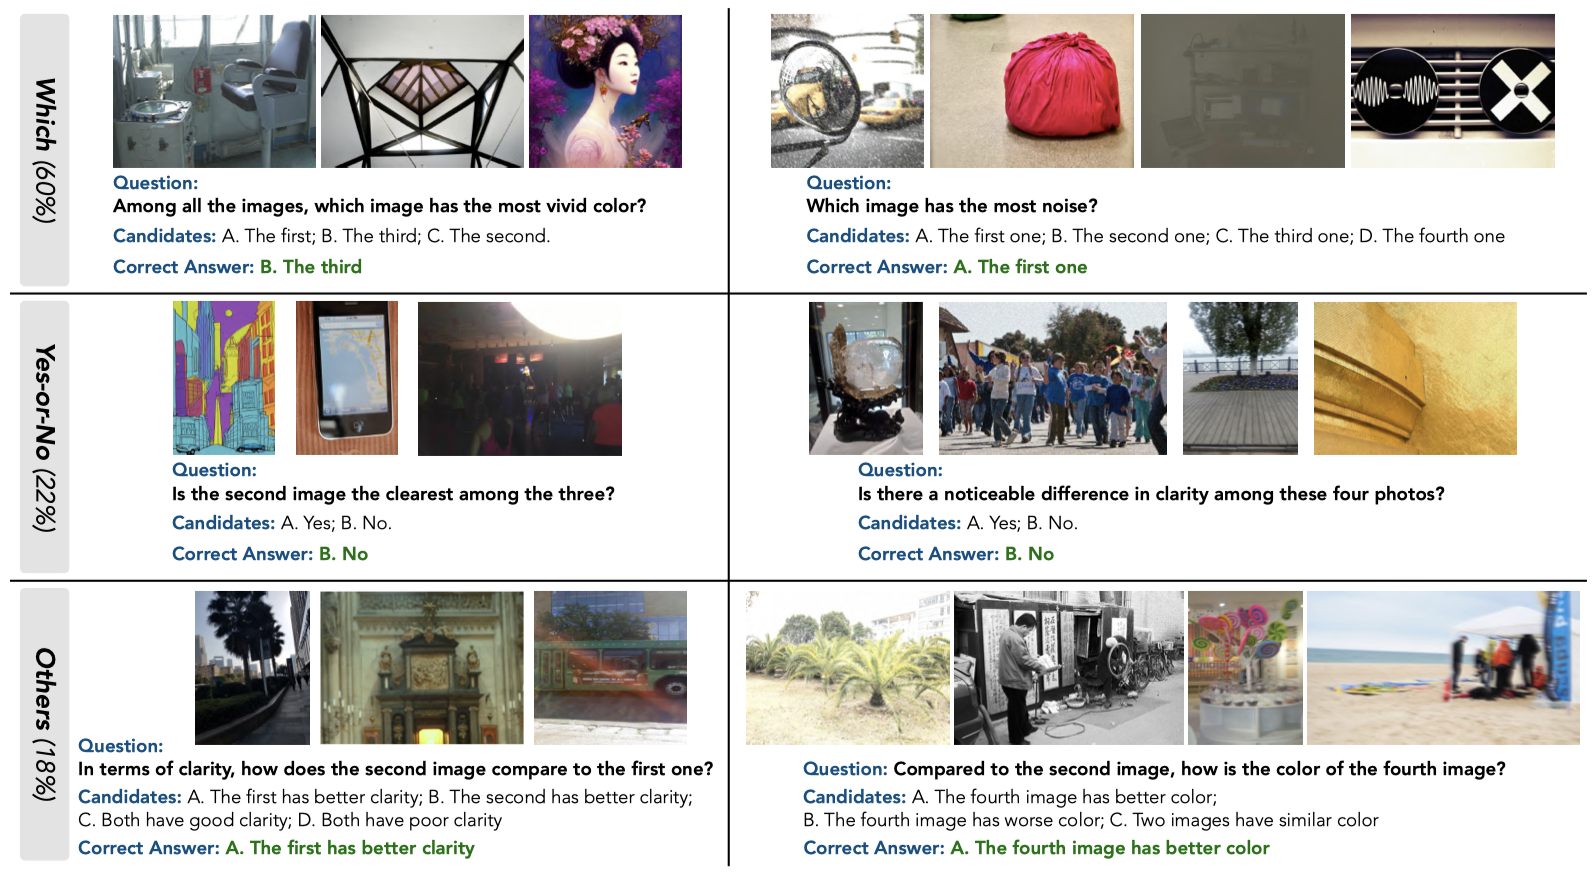 Which (60%)
Question:
Among all the images, which image has the most vivid color?
Candidates: A. The first; B. The third; C. The second.
Correct Answer: B. The third
Question:
Which image has the most noise?
Candidates: A. The first one; B. The second one; C. The third one; D. The fourth one
Correct Answer: A. The first one
Yes-or-No (22%)
Question:
Is the second image the clearest among the three?
Candidates: A. Yes; B. No.
Correct Answer: B. No
Question:
Is there a noticeable difference in clarity among these four photos?
Candidates: A. Yes; B. No.
Correct Answer: B. No
Others (18%)
Question:
In terms of clarity, how does the second image compare to the first one?
Candidates: A. The first has better clarity; B. The second has better clarity;
C. Both have good clarity; D. Both have poor clarity
Correct Answer: A. The first has better clarity
Question: Compared to the second image, how is the color of the fourth image?
Candidates: A. The fourth image has better color;
B. The fourth image has worse color; C. Two images have similar color
Correct Answer: A. The fourth image has better color